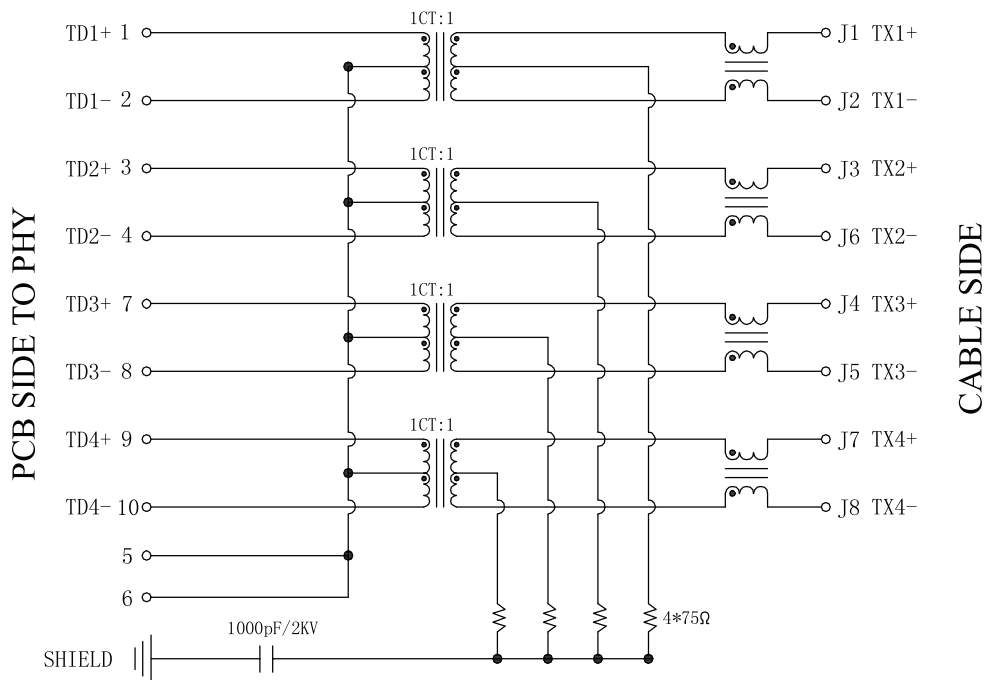 1CT:1
TD1+ 1
J1 TX1+
TD1- 2
J2 TX1-
1CT:1
TD2+ 3
J3 TX2+
TD2- 4
J6 TX2-
1CT:1
TD3+ 7
J4 TX3+
TD3- 8
J5 TX3-
1CT:1
TD4+ 9
J7 TX4+
TD4- 10
J8 TX4-
5
6
4*75Ω
1000pF/2KV
SHIELD
PCB SIDE TO PHY
CABLE SIDE